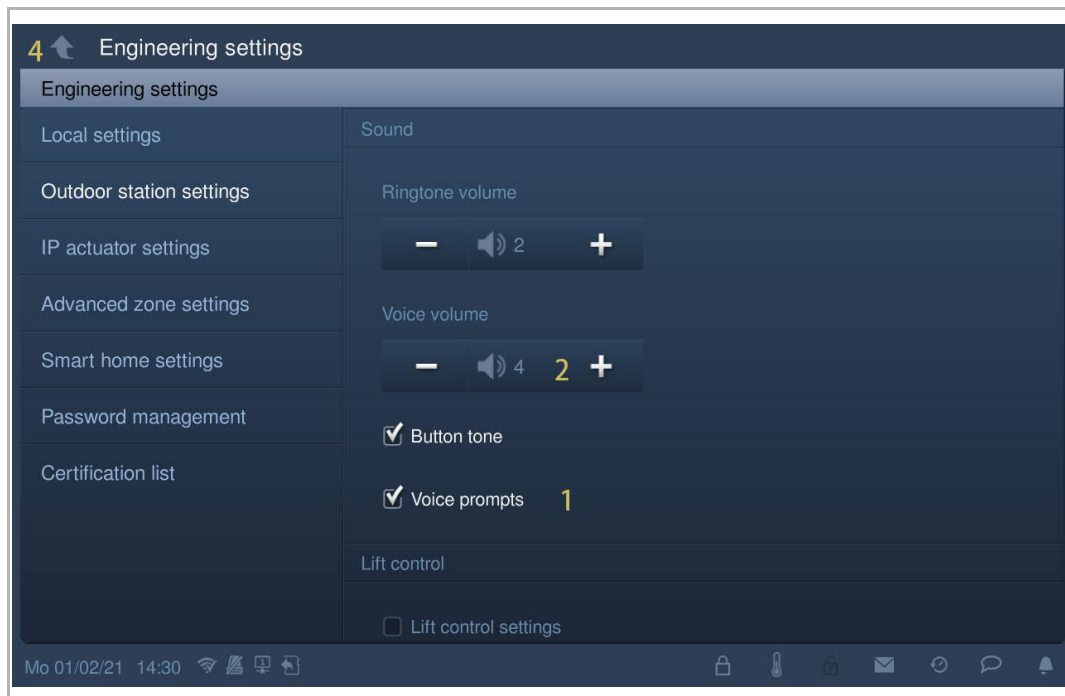 4 Engineering settings
Engineering settings
Local settings
Outdoor station settings
IP actuator settings
Advanced zone settings
Smart home settings
Password management
Certification list
Sound
Ringtone volume
− 2 +
Voice volume
− 4 2 +
Button tone
Voice prompts 1
Lift control
Lift control settings
Mo 01/02/21 14:30